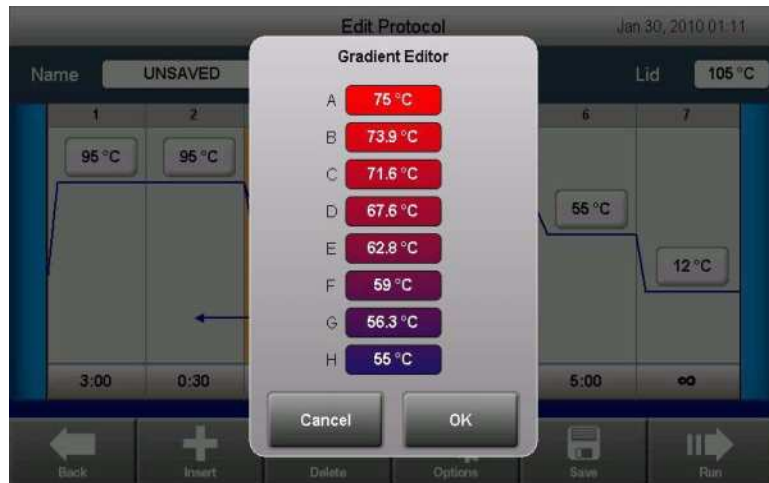 Edit Protocol
Jan 30, 2010 01:11
Name
UNSAVED
Lid
105 °C
Gradient Editor
A 75 °C
B 73.9 °C
C 71.6 °C
D 67.6 °C
E 62.8 °C
F 59 °C
G 56.3 °C
H 55 °C
Cancel
OK
1
2
6
7
95 °C
95 °C
55 °C
12 °C
3:00
0:30
5:00
∞
Back
Insert
Delete
Options
Save
Run